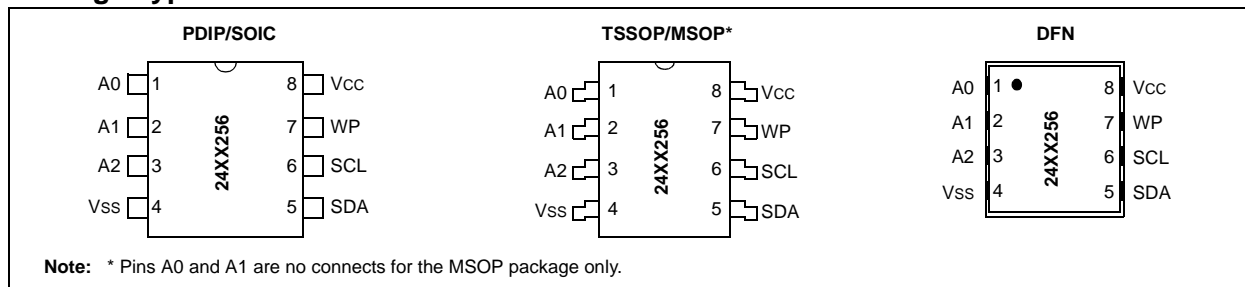 PDIP/SOIC
A0 1 8 VCC
A1 2 7 WP
A2 3 6 SCL
VSS 4 5 SDA
24XX256
TSSOP/MSOP*
A0 1 8 VCC
A1 2 7 WP
A2 3 6 SCL
VSS 4 5 SDA
24XX256
DFN
A0 1 8 VCC
A1 2 7 WP
A2 3 6 SCL
VSS 4 5 SDA
24XX256
Note: * Pins A0 and A1 are no connects for the MSOP package only.